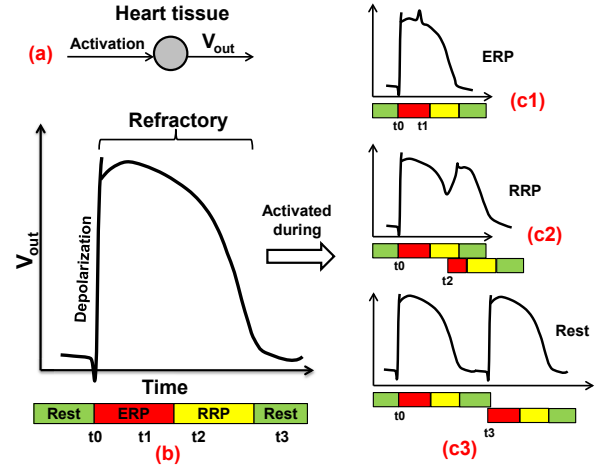 Heart tissue
(a)
Activation
Vout
Refractory
Depolarization
Vout
Time
Rest ERP RRP Rest
t0 t1 t2 t3
(b)
Activated
during
ERP
t0 t1
(c1)
RRP
t0
t2
(c2)
Rest
t0
t3
(c3)